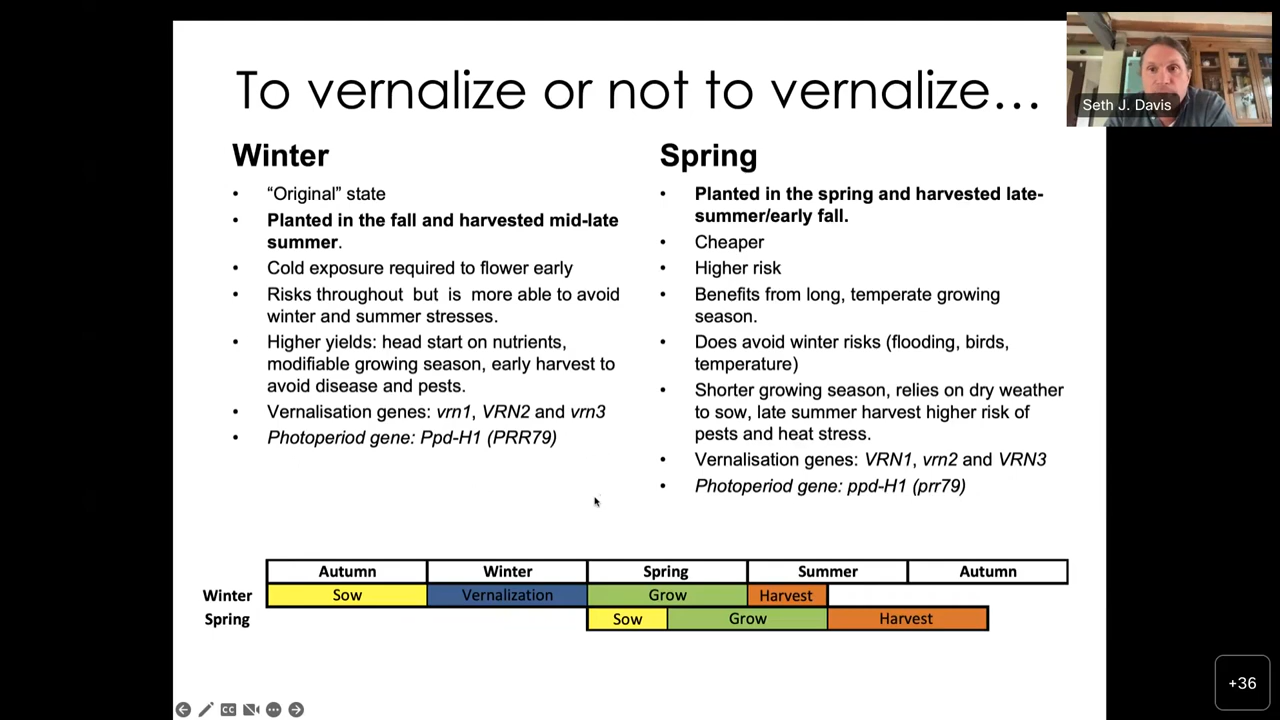 To vernalize or not to vernalize…
Seth J. Davis
Winter
• “Original” state
• Planted in the fall and harvested mid-late
summer.
• Cold exposure required to flower early
• Risks throughout but is more able to avoid
winter and summer stresses.
• Higher yields: head start on nutrients,
modifiable growing season, early harvest to
avoid disease and pests.
• Vernalisation genes: vrn1, VRN2 and vrn3
• Photoperiod gene: Ppd-H1 (PRR79)
Spring
• Planted in the spring and harvested late-
summer/early fall.
• Cheaper
• Higher risk
• Benefits from long, temperate growing
season.
• Does avoid winter risks (flooding, birds,
temperature)
• Shorter growing season, relies on dry weather
to sow, late summer harvest higher risk of
pests and heat stress.
• Vernalisation genes: VRN1, vrn2 and VRN3
• Photoperiod gene: ppd-H1 (prr79)
Autumn Winter Spring Summer Autumn
Winter Sow Vernalization Grow Harvest
Spring Sow Grow Harvest
CC
+36